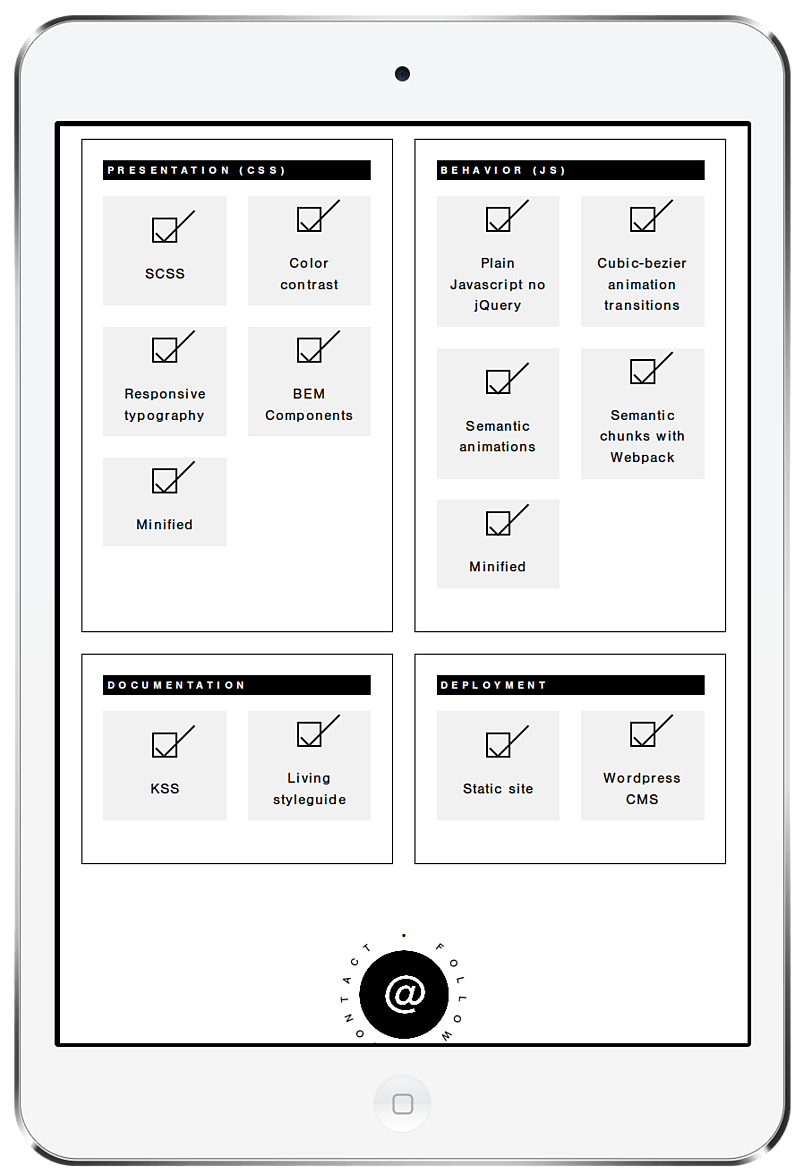 PRESENTATION (CSS)
SCSS
Color
contrast
Responsive
typography
BEM
Components
Minified
BEHAVIOR (JS)
Plain
Javascript no
jQuery
Cubic-bezier
animation
transitions
Semantic
animations
Semantic
chunks with
Webpack
Minified
DOCUMENTATION
KSS
Living
styleguide
DEPLOYMENT
Static site
Wordpress
CMS
ONTACT • FOLLOW
@